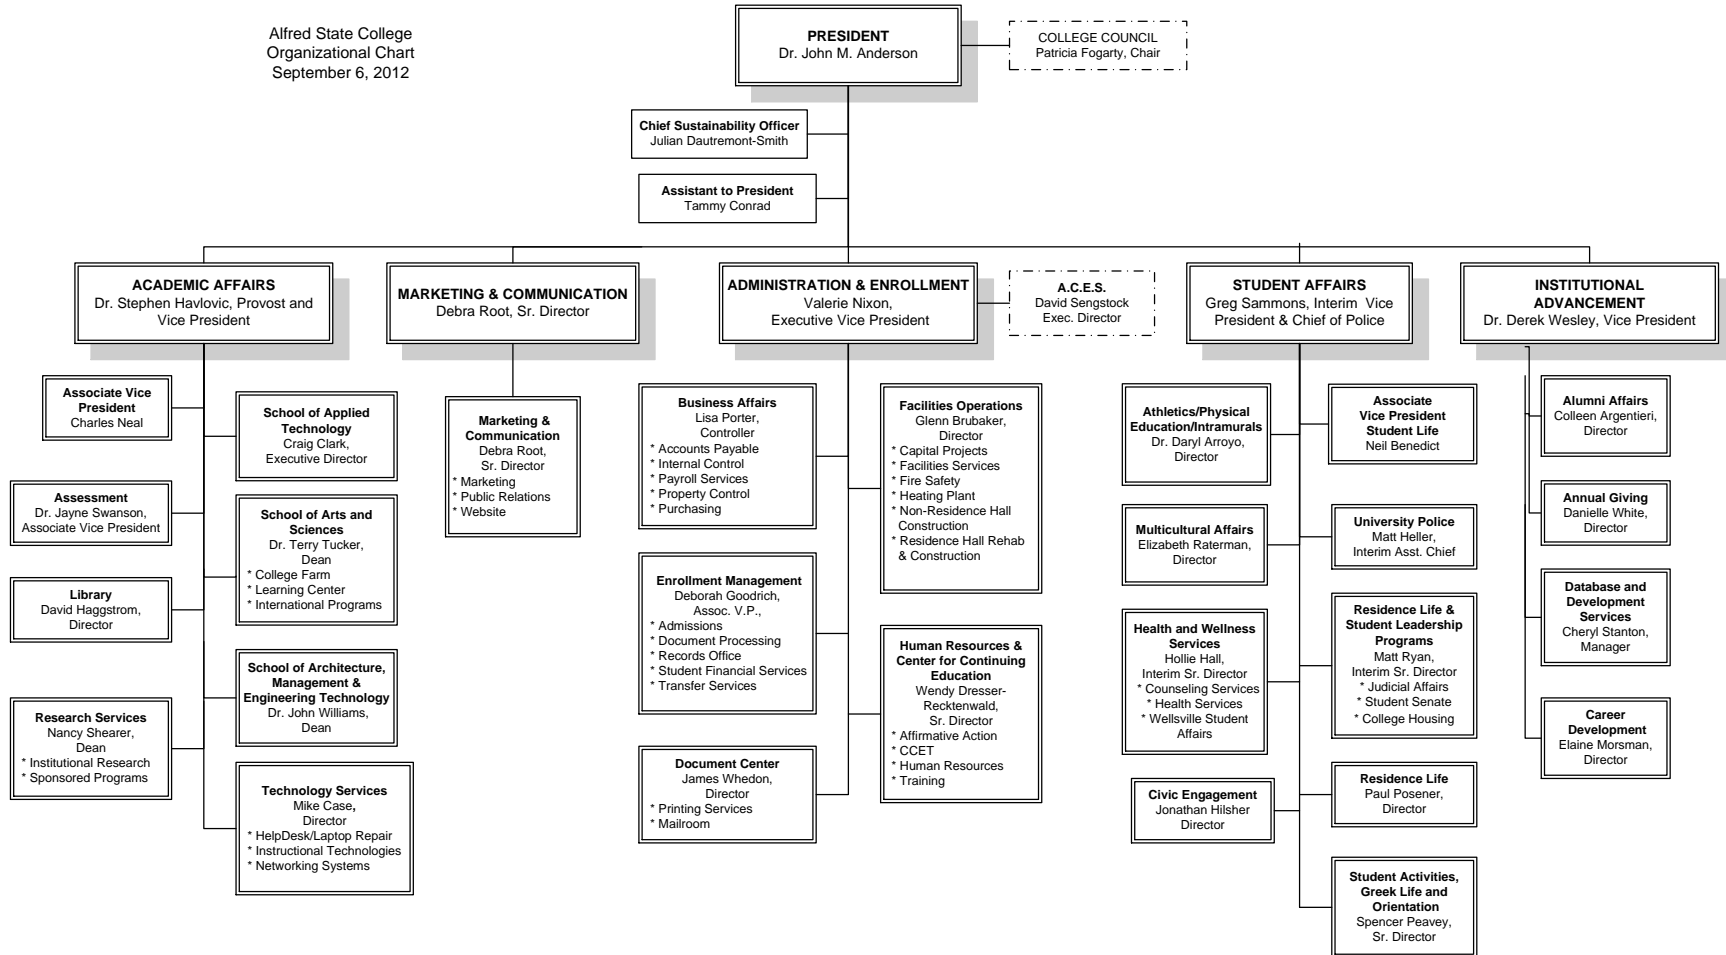 Alfred State College
Organizational Chart
September 6, 2012
PRESIDENT
Dr. John M. Anderson
COLLEGE COUNCIL
Patricia Fogarty, Chair
Chief Sustainability Officer
Julian Dautremont-Smith
Assistant to President
Tammy Conrad
ACADEMIC AFFAIRS
Dr. Stephen Havlovic, Provost and
Vice President
MARKETING & COMMUNICATION
Debra Root, Sr. Director
ADMINISTRATION & ENROLLMENT
Valerie Nixon,
Executive Vice President
A.C.E.S.
David Sengstock
Exec. Director
STUDENT AFFAIRS
Greg Sammons, Interim Vice
President & Chief of Police
INSTITUTIONAL
ADVANCEMENT
Dr. Derek Wesley, Vice President
Associate Vice
President
Charles Neal
School of Applied
Technology
Craig Clark,
Executive Director
Assessment
Dr. Jayne Swanson,
Associate Vice President
School of Arts and
Sciences
Dr. Terry Tucker,
Dean
* College Farm
* Learning Center
* International Programs
Library
David Haggstrom,
Director
School of Architecture,
Management &
Engineering Technology
Dr. John Williams,
Dean
Research Services
Nancy Shearer,
Dean
* Institutional Research
* Sponsored Programs
Technology Services
Mike Case,
Director
* HelpDesk/Laptop Repair
* Instructional Technologies
* Networking Systems
Marketing &
Communication
Debra Root,
Sr. Director
* Marketing
* Public Relations
* Website
Business Affairs
Lisa Porter,
Controller
* Accounts Payable
* Internal Control
* Payroll Services
* Property Control
* Purchasing
Facilities Operations
Glenn Brubaker,
Director
* Capital Projects
* Facilities Services
* Fire Safety
* Heating Plant
* Non-Residence Hall
Construction
* Residence Hall Rehab
& Construction
Enrollment Management
Deborah Goodrich,
Assoc. V.P.,
* Admissions
* Document Processing
* Records Office
* Student Financial Services
* Transfer Services
Human Resources &
Center for Continuing
Education
Wendy Dresser-
Recktenwald,
Sr. Director
* Affirmative Action
* CCET
* Human Resources
* Training
Document Center
James Whedon,
Director
* Printing Services
* Mailroom
Athletics/Physical
Education/Intramurals
Dr. Daryl Arroyo,
Director
Associate
Vice President
Student Life
Neil Benedict
Multicultural Affairs
Elizabeth Raterman,
Director
University Police
Matt Heller,
Interim Asst. Chief
Health and Wellness
Services
Hollie Hall,
Interim Sr. Director
* Counseling Services
* Health Services
* Wellsville Student
Affairs
Residence Life &
Student Leadership
Programs
Matt Ryan,
Interim Sr. Director
* Judicial Affairs
* Student Senate
* College Housing
Civic Engagement
Jonathan Hilsher
Director
Residence Life
Paul Posener,
Director
Student Activities,
Greek Life and
Orientation
Spencer Peavey,
Sr. Director
Alumni Affairs
Colleen Argentieri,
Director
Annual Giving
Danielle White,
Director
Database and
Development
Services
Cheryl Stanton,
Manager
Career
Development
Elaine Morsman,
Director